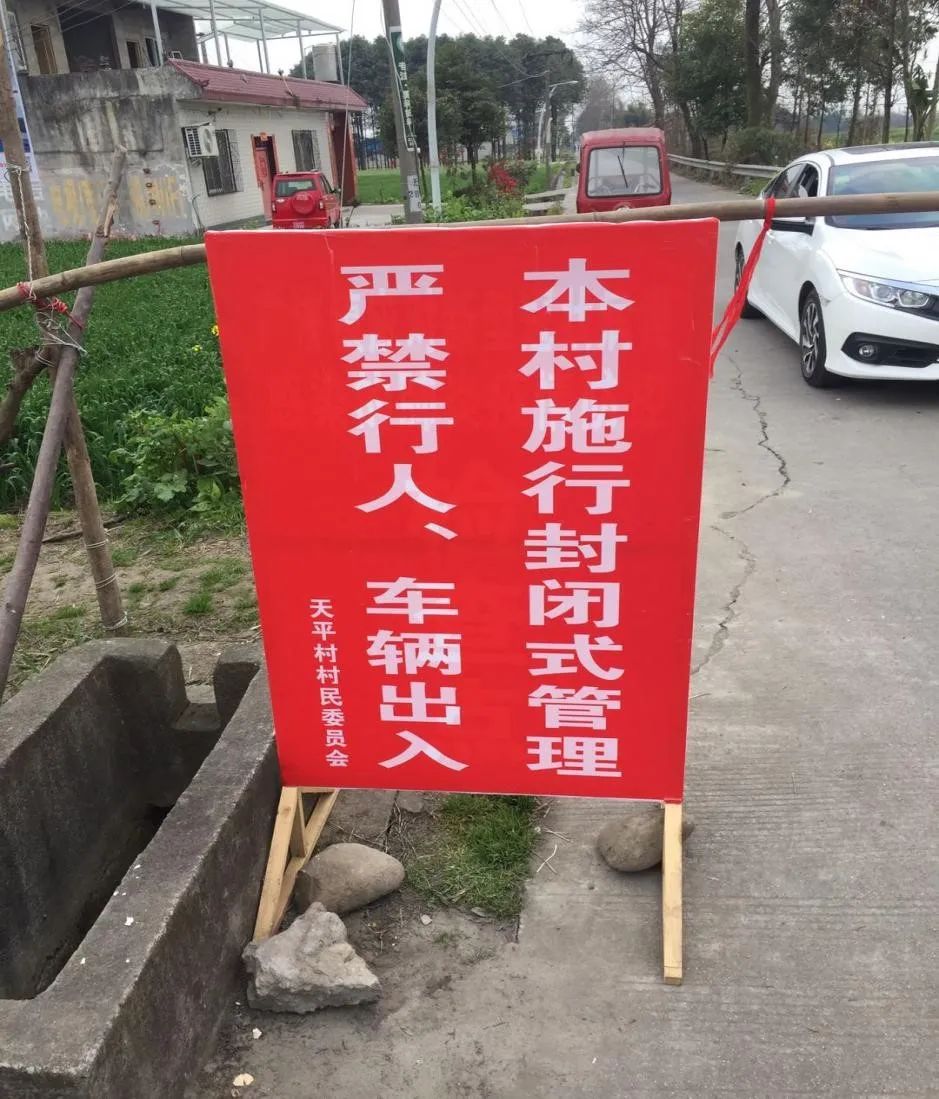 本村施行封闭式管理
严禁行人、车辆出入
天平村村民委员会